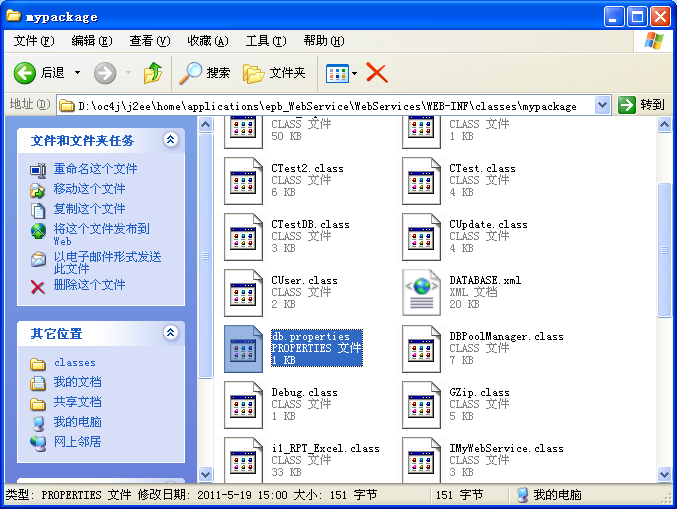 mypackage
文件(F) 编辑(E) 查看(V) 收藏(A) 工具(T) 帮助(H)
后退 搜索 文件夹
地址(D) D:\oc4j\j2ee\home\applications\epb_WebService\WebServices\WEB-INF\classes\mypackage 转到
文件和文件夹任务
重命名这个文件
移动这个文件
复制这个文件
将这个文件发布到
Web
以电子邮件形式发送
此文件
删除这个文件
其它位置
classes
我的文档
共享文档
我的电脑
网上邻居
CLASS 文件
50 KB
CLASS 文件
1 KB
CTest2.class
CLASS 文件
6 KB
CTest.class
CLASS 文件
4 KB
CTestDB.class
CLASS 文件
3 KB
CUpdate.class
CLASS 文件
4 KB
CUser.class
CLASS 文件
2 KB
DATABASE.xml
XML 文档
20 KB
db.properties
PROPERTIES 文件
1 KB
DBPoolManager.class
CLASS 文件
7 KB
Debug.class
CLASS 文件
3 KB
GZip.class
CLASS 文件
5 KB
i1_RPT_Excel.class
CLASS 文件
33 KB
IMyWebService.class
CLASS 文件
1 KB
类型: PROPERTIES 文件 修改日期: 2011-5-19 15:00 大小: 151 字节 151 字节 我的电脑